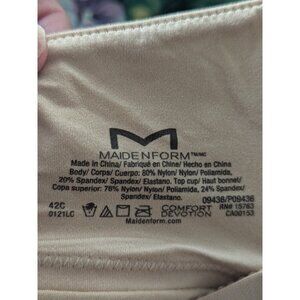 M
MAIDENFORM™/MC
Made in China/ Fabriqué en Chine/ Hecho en China
Body/ Corps/ Cuerpo: 80% Nylon/ Nylon/ Poliamida,
20% Spandex/ Spandex/ Elastano. Top cup/ Haut bonnet/
Copa superior: 76% Nylon/ Nylon/ Poliamida, 24% Spandex/
Spandex/ Elastano.
09436/P09436
42C
RN# 15763
0121LC
COMFORT
DEVOTION
CA00153
Maidenform.com